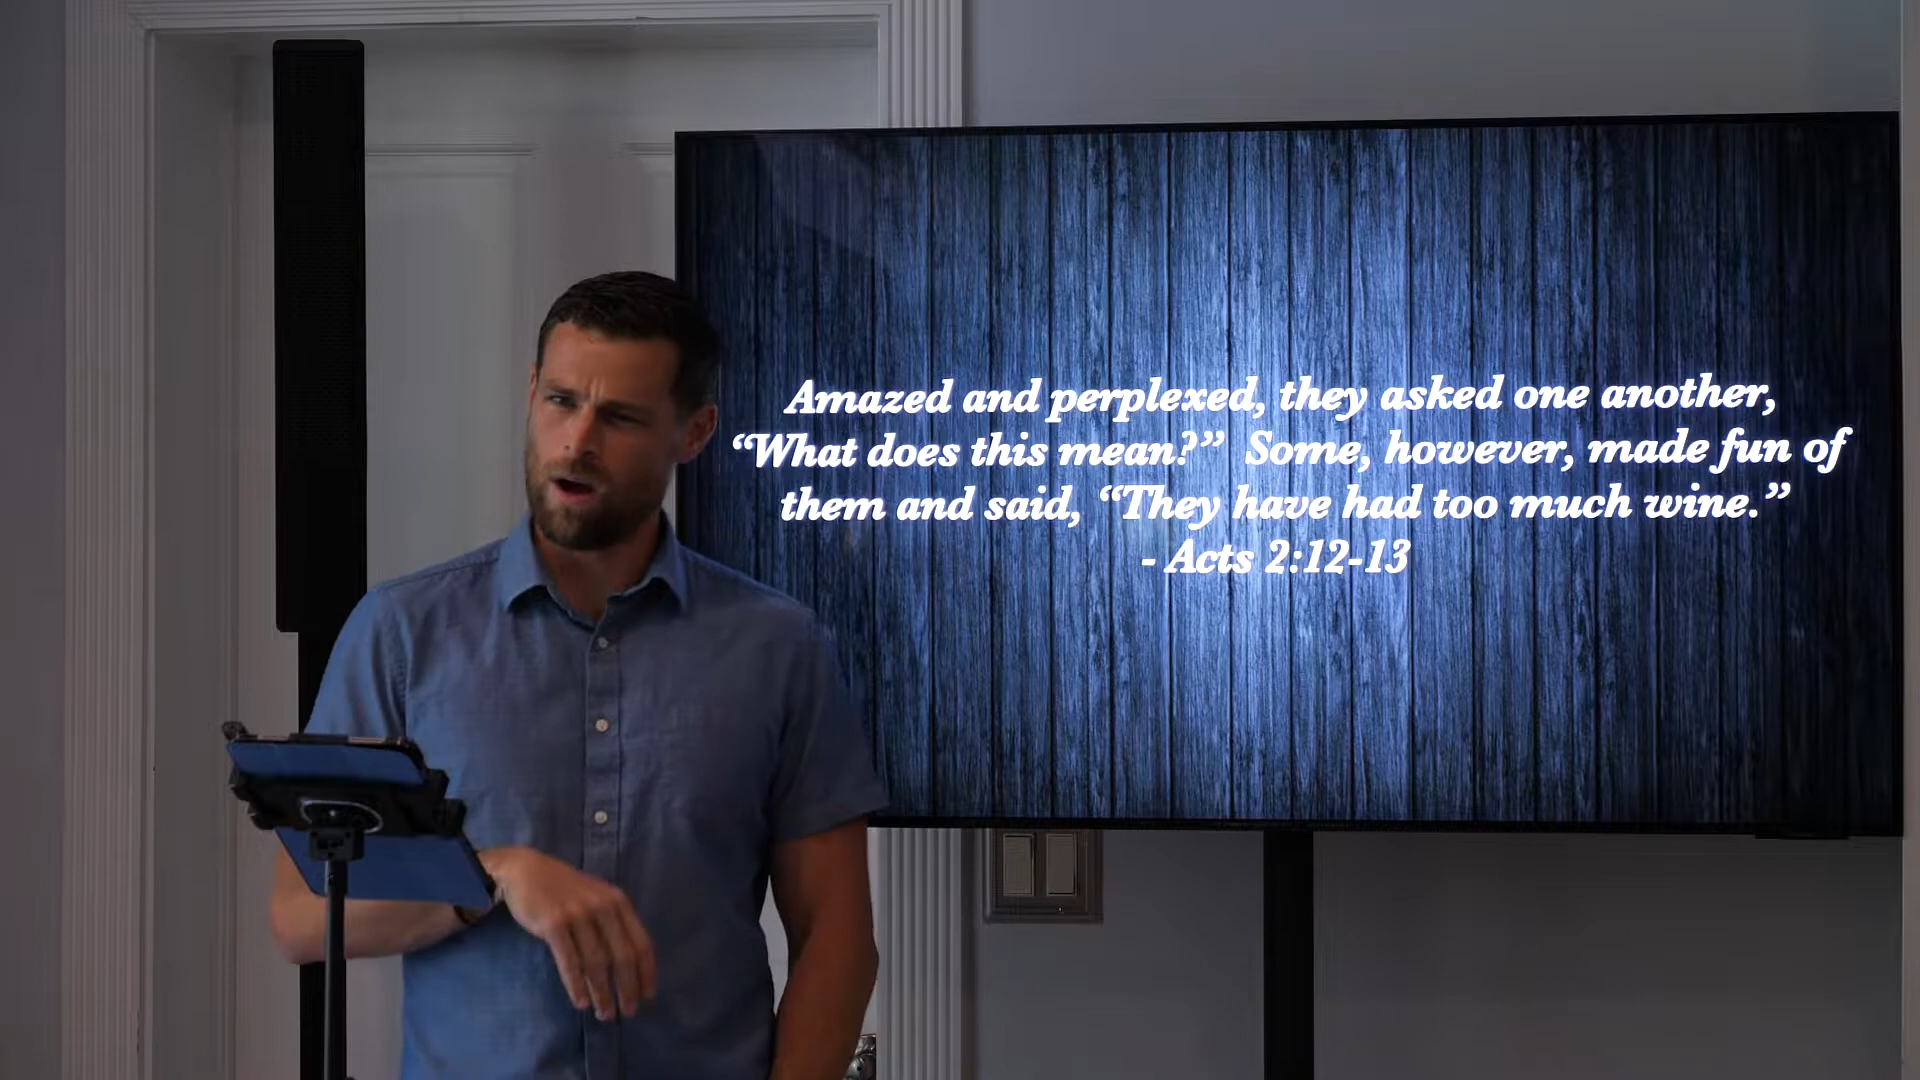 Amazed and perplexed, they asked one another,
“What does this mean?” Some, however, made fun of
them and said, “They have had too much wine.”
- Acts 2:12-13